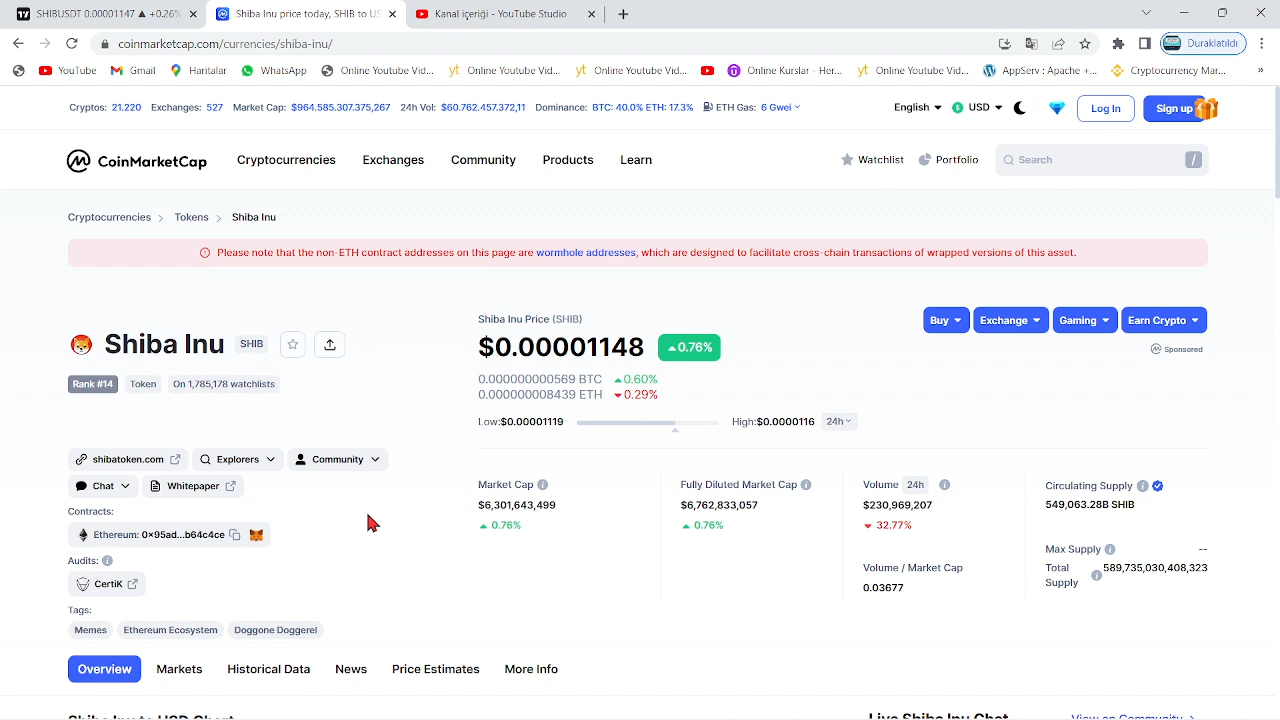 SHIBUSDT 0.00001147 ▲ +0.26%
Shiba Inu price today, SHIB to US
Kanal içeriği - YouTube Studio
coinmarketcap.com/currencies/shiba-inu/
Duraklatıldı
YouTube
Gmail
Haritalar
WhatsApp
Online Youtube Vid...
Online Youtube Vid...
Online Youtube Vid...
Online Kurslar - Her...
Online Youtube Vid...
AppServ : Apache +...
Cryptocurrency Mar...
»
Cryptos: 21.220 Exchanges: 527 Market Cap: $964.585.307.375,267 24h Vol: $60.762.457.372,11 Dominance: BTC: 40.0% ETH: 17.3% ETH Gas: 6 Gwei
English USD Log In Sign up
CoinMarketCap Cryptocurrencies Exchanges Community Products Learn
Watchlist Portfolio Search /
Cryptocurrencies > Tokens > Shiba Inu
Please note that the non-ETH contract addresses on this page are wormhole addresses, which are designed to facilitate cross-chain transactions of wrapped versions of this asset.
Shiba Inu SHIB
Rank #14 Token On 1,785,178 watchlists
shibatoken.com Explorers Community
Chat Whitepaper
Contracts:
Ethereum: 0x95ad...b64c4ce
Audits:
CertiK
Tags:
Memes Ethereum Ecosystem Doggone Doggerel
Shiba Inu Price (SHIB)
$0.00001148 0.76%
0.000000000569 BTC 0.60%
0.000000008439 ETH 0.29%
Low:$0.00001119 High:$0.0000116 24h
Buy Exchange Gaming Earn Crypto
Sponsored
Market Cap
$6,301,643,499
0.76%
Fully Diluted Market Cap
$6,762,833,057
0.76%
Volume 24h
$230,969,207
32.77%
Volume / Market Cap
0.03677
Circulating Supply
549,063.28B SHIB
Max Supply --
Total Supply 589,735,030,408,323
Overview Markets Historical Data News Price Estimates More Info
Shiba Inu to USD Chart
Live Shiba Inu Chat
View on Community >